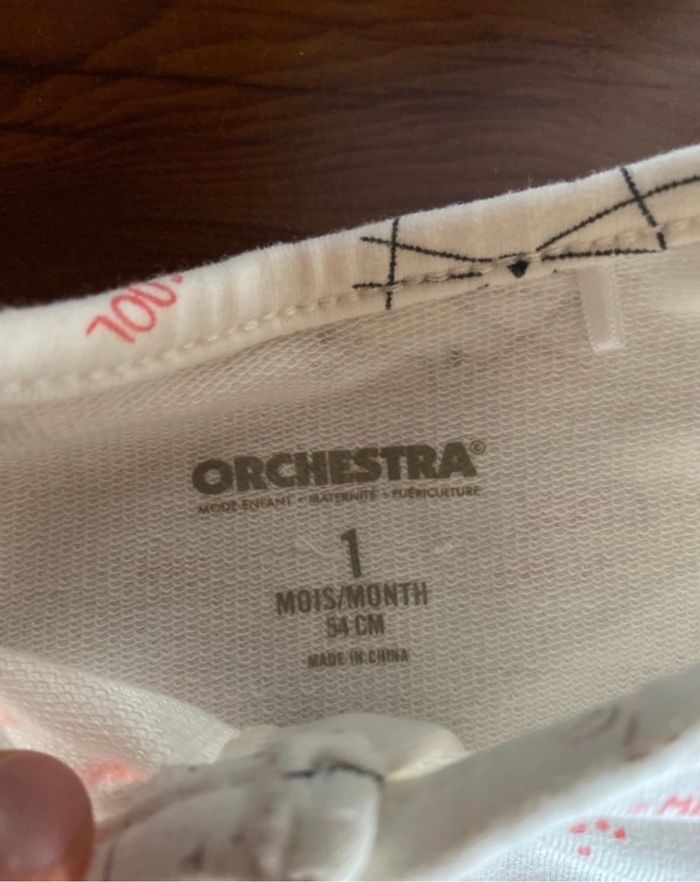 ORCHESTRA©
MODE ENFANT • MATERNITÉ • PUÉRICULTURE
1
MOIS/MONTH
54 CM
MADE IN CHINA